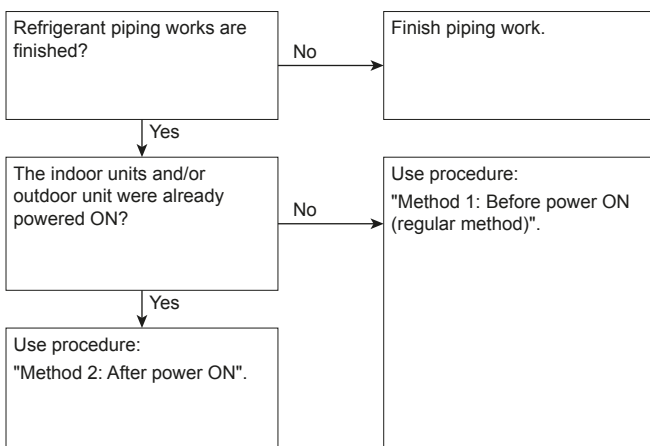 Refrigerant piping works are
finished?
No
Finish piping work.
Yes
The indoor units and/or
outdoor unit were already
powered ON?
No
Use procedure:
"Method 1: Before power ON
(regular method)".
Yes
Use procedure:
"Method 2: After power ON".